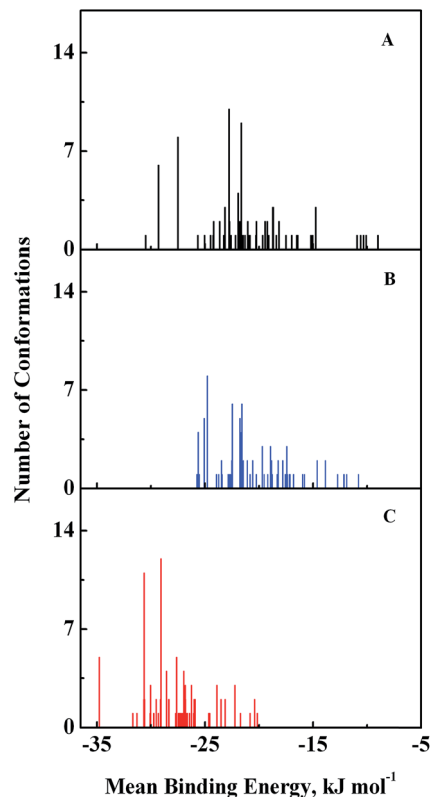 A
14
7
0
B
14
7
0
C
14
7
0
Number of Conformations
-35 -25 -15 -5
Mean Binding Energy, kJ mol⁻¹